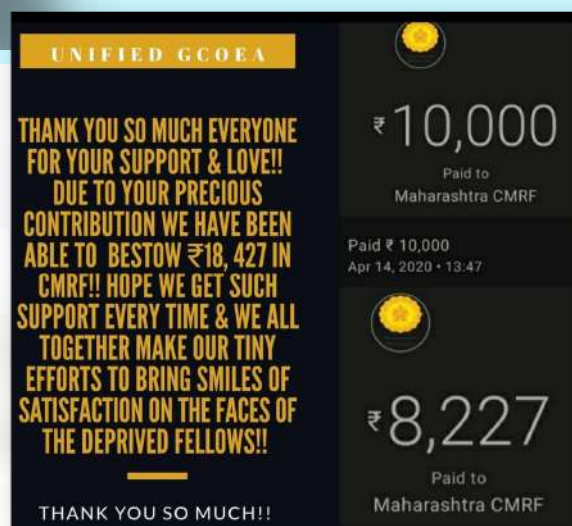 UNIFIED GCOEA
THANK YOU SO MUCH EVERYONE
FOR YOUR SUPPORT & LOVE!!
DUE TO YOUR PRECIOUS
CONTRIBUTION WE HAVE BEEN
ABLE TO BESTOW ₹18, 427 IN
CMRF!! HOPE WE GET SUCH
SUPPORT EVERY TIME & WE ALL
TOGETHER MAKE OUR TINY
EFFORTS TO BRING SMILES OF
SATISFACTION ON THE FACES OF
THE DEPRIVED FELLOWS!!
THANK YOU SO MUCH!!
₹10,000
Paid to
Maharashtra CMRF
Paid ₹ 10,000
Apr 14, 2020 • 13:47
₹8,227
Paid to
Maharashtra CMRF